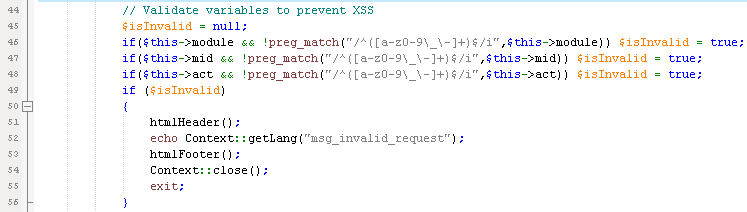 44 // Validate variables to prevent XSS
45 $isInvalid = null;
46 if($this->module && !preg_match("/^([a-z0-9\_\-]+)$/i",$this->module)) $isInvalid = true;
47 if($this->mid && !preg_match("/^([a-z0-9\_\-]+)$/i",$this->mid)) $isInvalid = true;
48 if($this->act && !preg_match("/^([a-z0-9\_\-]+)$/i",$this->act)) $isInvalid = true;
49 if ($isInvalid)
50 {
51 htmlHeader();
52 echo Context::getLang("msg_invalid_request");
53 htmlFooter();
54 Context::close();
55 exit;
56 }